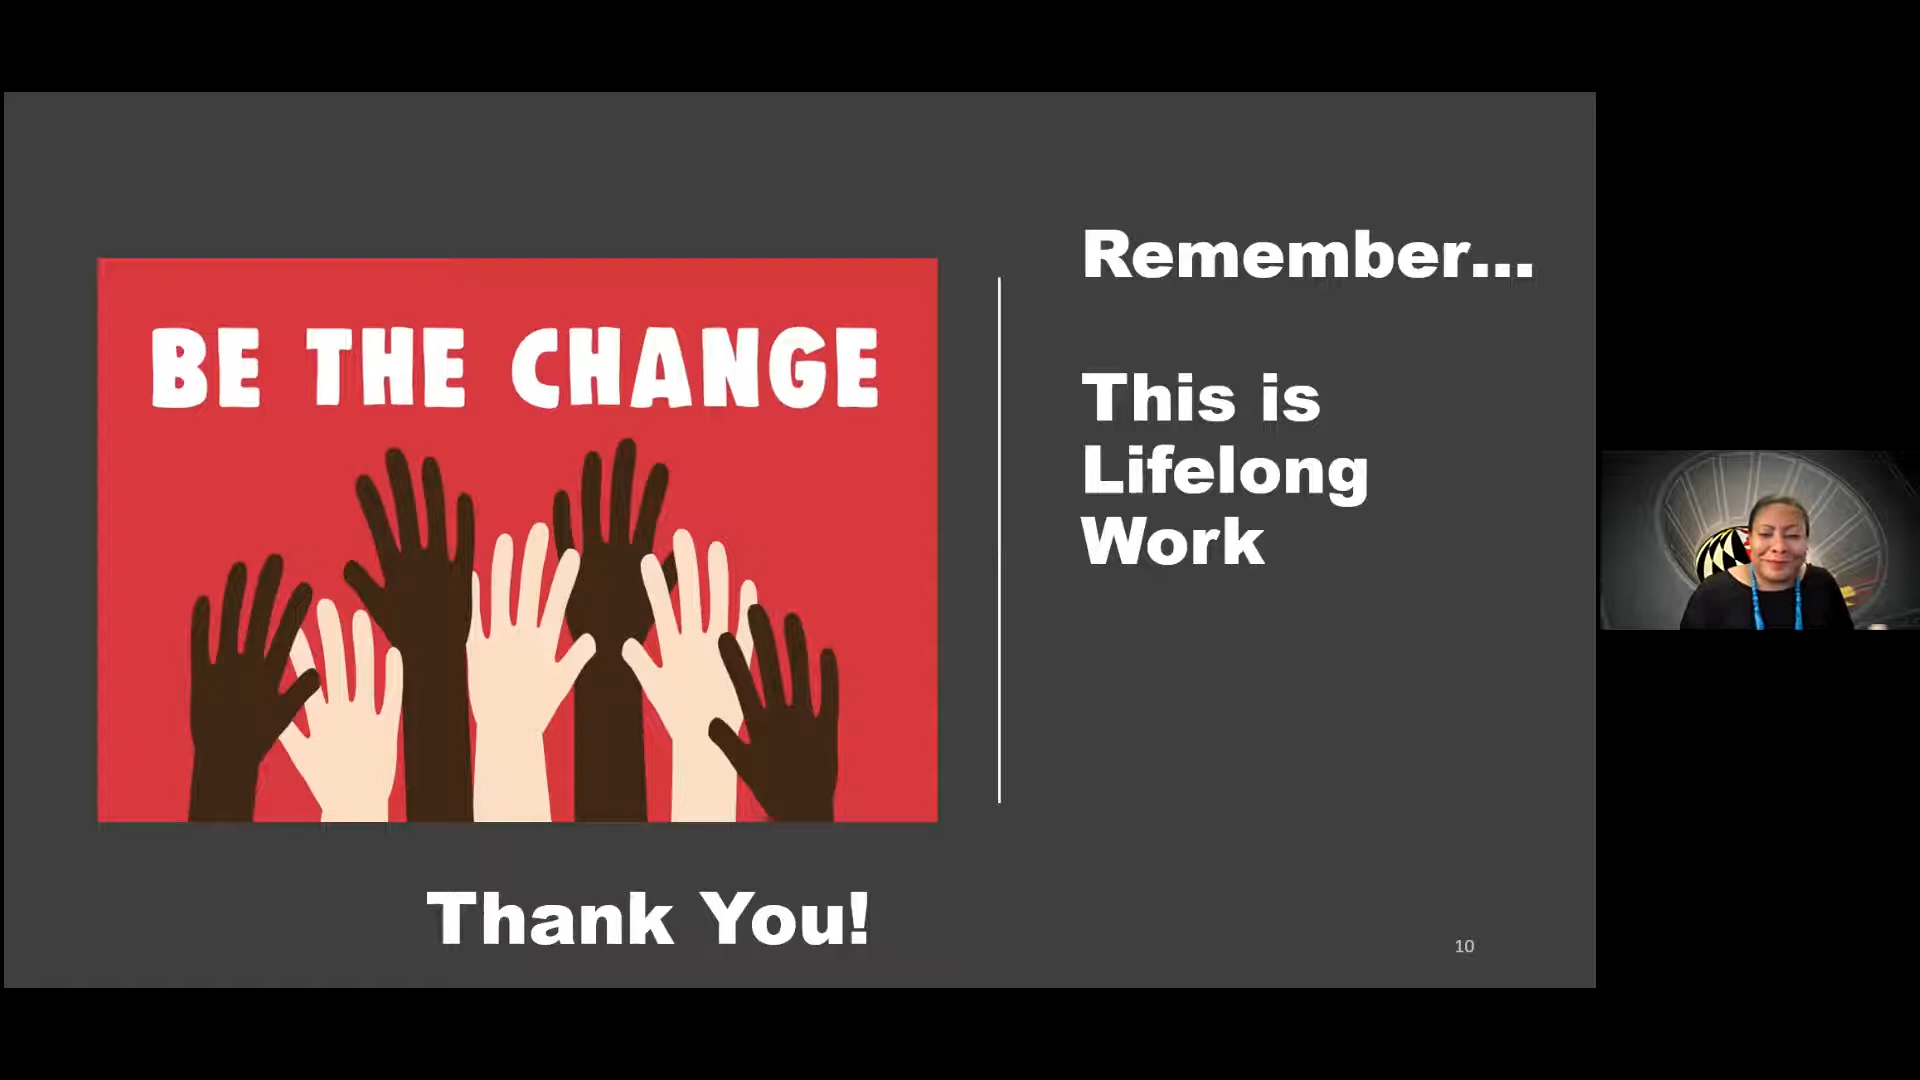 BE THE CHANGE
Thank You!
Remember...
This is
Lifelong
Work
10